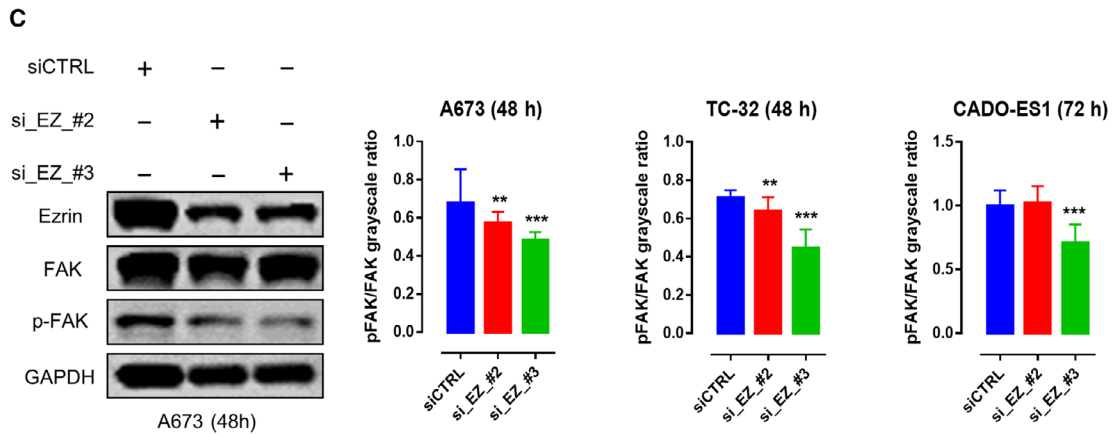 C
siCTRL + – –
si_EZ_#2 – + –
si_EZ_#3 – – +
Ezrin
FAK
p-FAK
GAPDH
A673 (48h)
A673 (48 h)
pFAK/FAK grayscale ratio
1.0
0.8
0.6
0.4
0.2
0.0
**
***
siCTRL
si_EZ_#2
si_EZ_#3
TC-32 (48 h)
pFAK/FAK grayscale ratio
1.0
0.8
0.6
0.4
0.2
0.0
**
***
siCTRL
si_EZ_#2
si_EZ_#3
CADO-ES1 (72 h)
pFAK/FAK grayscale ratio
1.5
1.0
0.5
0.0
***
siCTRL
si_EZ_#2
si_EZ_#3